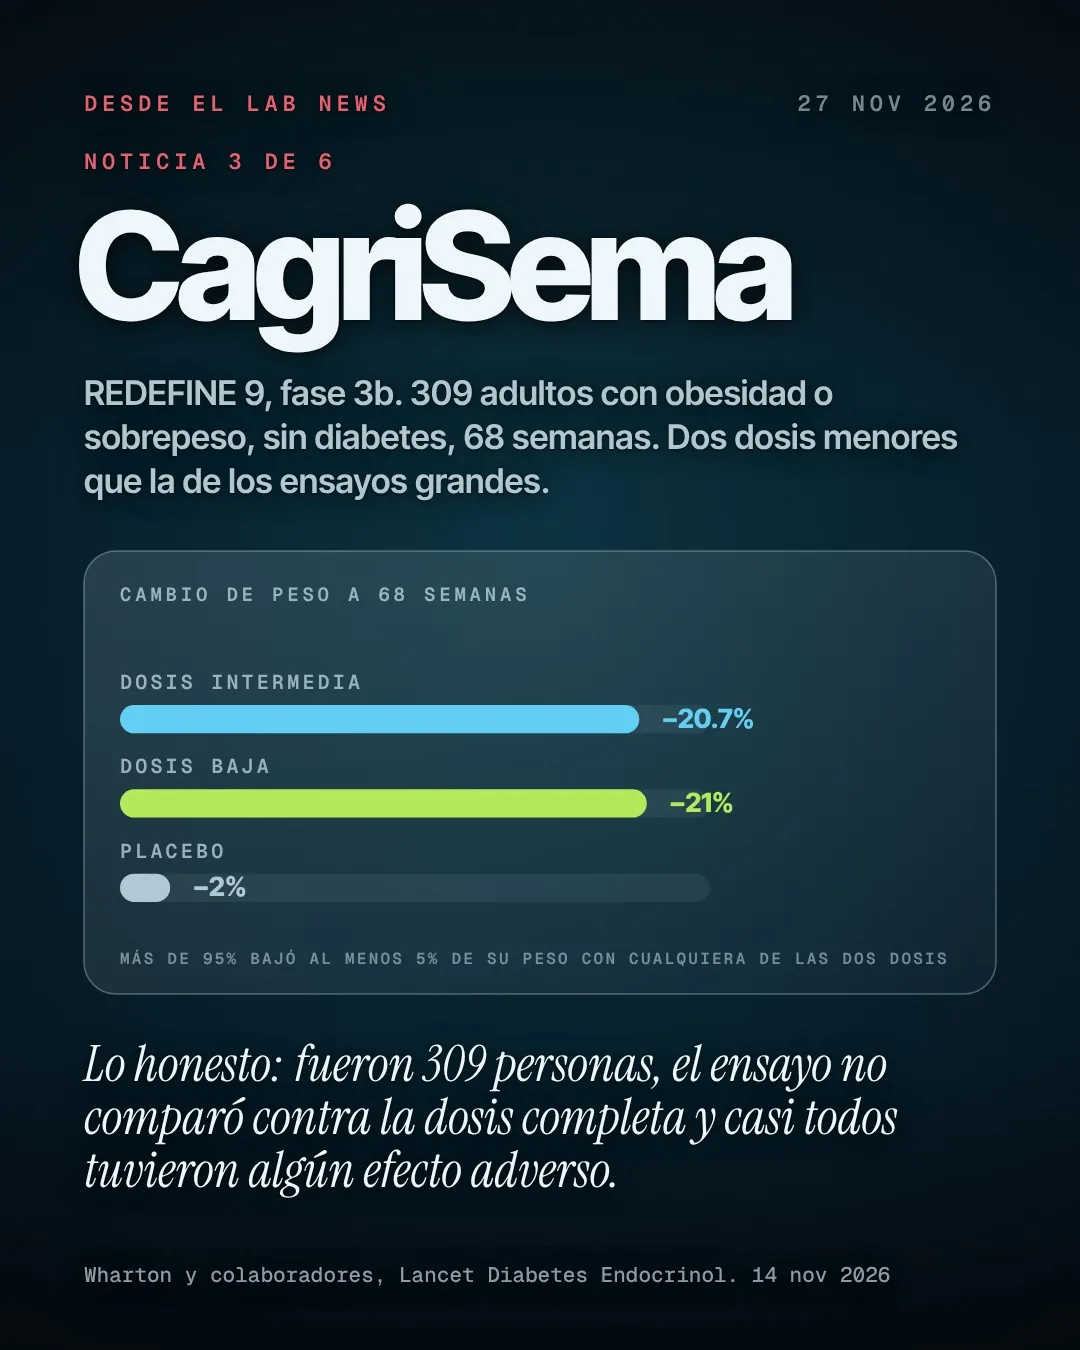 DESDE EL LAB NEWS
27 NOV 2026
NOTICIA 3 DE 6
CagriSema
REDEFINE 9, fase 3b. 309 adultos con obesidad o
sobrepeso, sin diabetes, 68 semanas. Dos dosis menores
que la de los ensayos grandes.
CAMBIO DE PESO A 68 SEMANAS
DOSIS INTERMEDIA
–20.7%
DOSIS BAJA
–21%
PLACEBO
–2%
MÁS DE 95% BAJÓ AL MENOS 5% DE SU PESO CON CUALQUIERA DE LAS DOS DOSIS
Lo honesto: fueron 309 personas, el ensayo no
comparó contra la dosis completa y casi todos
tuvieron algún efecto adverso.
Wharton y colaboradores, Lancet Diabetes Endocrinol. 14 nov 2026